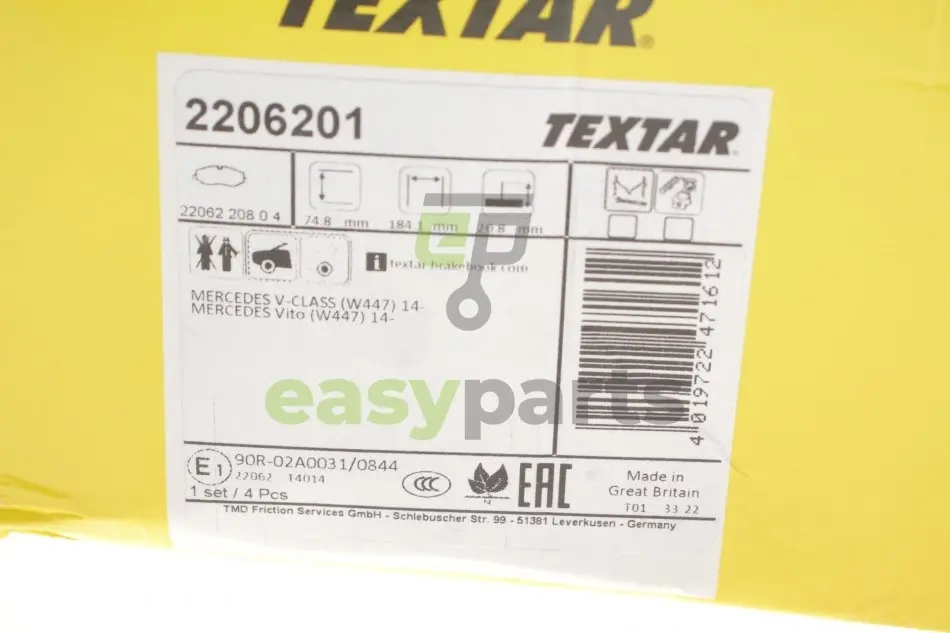 TEXTAR®
2206201
TEXTAR
22062 208 0 4
74.8 mm
184.1 mm
20.8 mm
i textar-brakebook.com
MERCEDES V-CLASS (W447) 14-
MERCEDES Vito (W447) 14-
4 019722 471612
EP
easyparts
E1 90R-02A0031/0844
22062 14014
1 set / 4 Pcs
CCC
EAC
Made in
Great Britain
T01 33 22
TMD Friction Services GmbH - Schlebuscher Str. 99 - 51381 Leverkusen - Germany